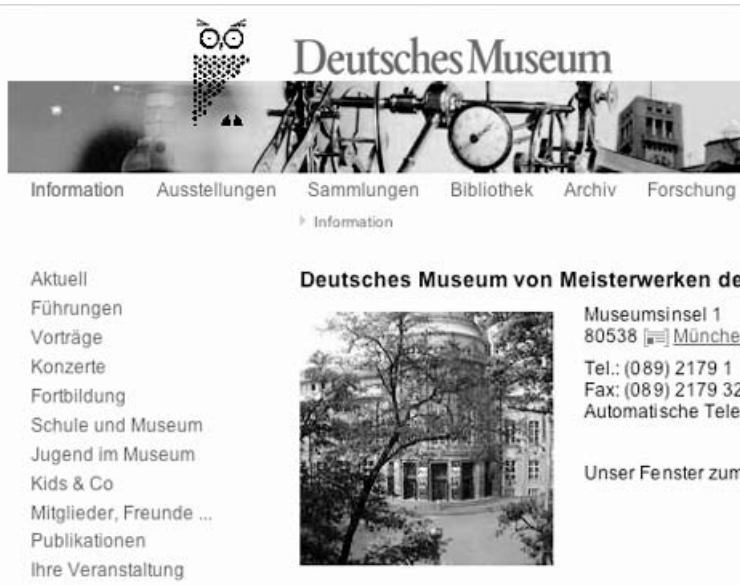 Deutsches Museum
Information Ausstellungen Sammlungen Bibliothek Archiv Forschung
Information
Aktuell
Führungen
Vorträge
Konzerte
Fortbildung
Schule und Museum
Jugend im Museum
Kids & Co
Mitglieder, Freunde ...
Publikationen
Ihre Veranstaltung
Deutsches Museum von Meisterwerken de
Museumsinsel 1
80538 Münche
Tel.: (089) 2179 1
Fax: (089) 2179 32
Automatische Tele
Unser Fenster zum